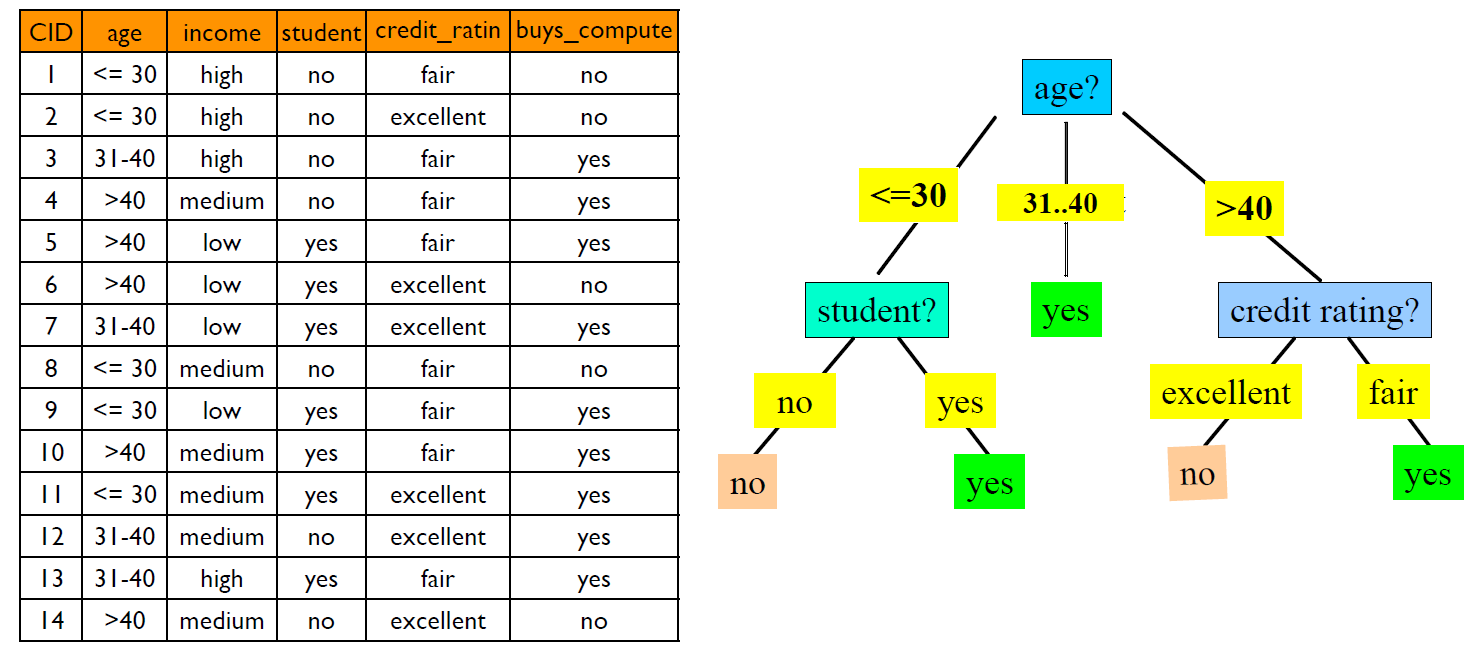 CID age income student credit_ratin buys_compute
1 <= 30 high no fair no
2 <= 30 high no excellent no
3 31-40 high no fair yes
4 >40 medium no fair yes
5 >40 low yes fair yes
6 >40 low yes excellent no
7 31-40 low yes excellent yes
8 <= 30 medium no fair no
9 <= 30 low yes fair yes
10 >40 medium yes fair yes
11 <= 30 medium yes excellent yes
12 31-40 medium no excellent yes
13 31-40 high yes fair yes
14 >40 medium no excellent no
age?
<=30 31..40 >40
student? yes credit rating?
no yes excellent fair
no yes no yes